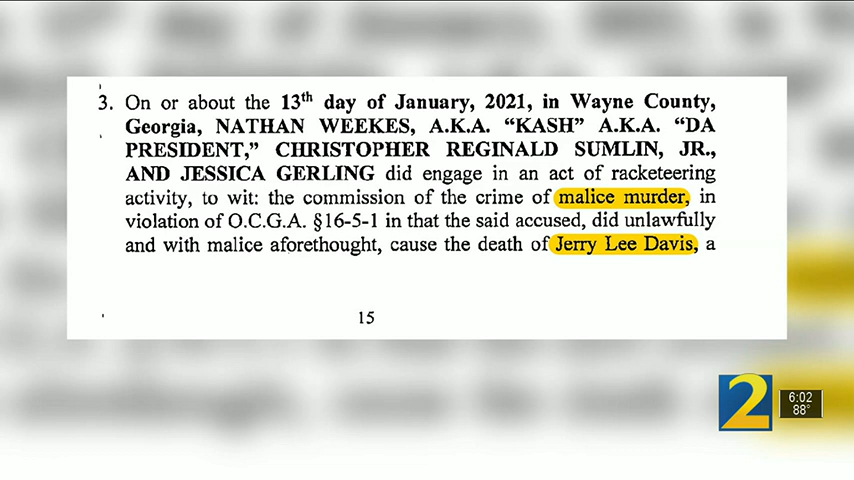 3. On or about the 13th day of January, 2021, in Wayne County,
Georgia, NATHAN WEEKES, A.K.A. “KASH” A.K.A. “DA
PRESIDENT,” CHRISTOPHER REGINALD SUMLIN, JR.,
AND JESSICA GERLING did engage in an act of racketeering
activity, to wit: the commission of the crime of malice murder, in
violation of O.C.G.A. §16-5-1 in that the said accused, did unlawfully
and with malice aforethought, cause the death of Jerry Lee Davis, a
15
2
6:02
88°